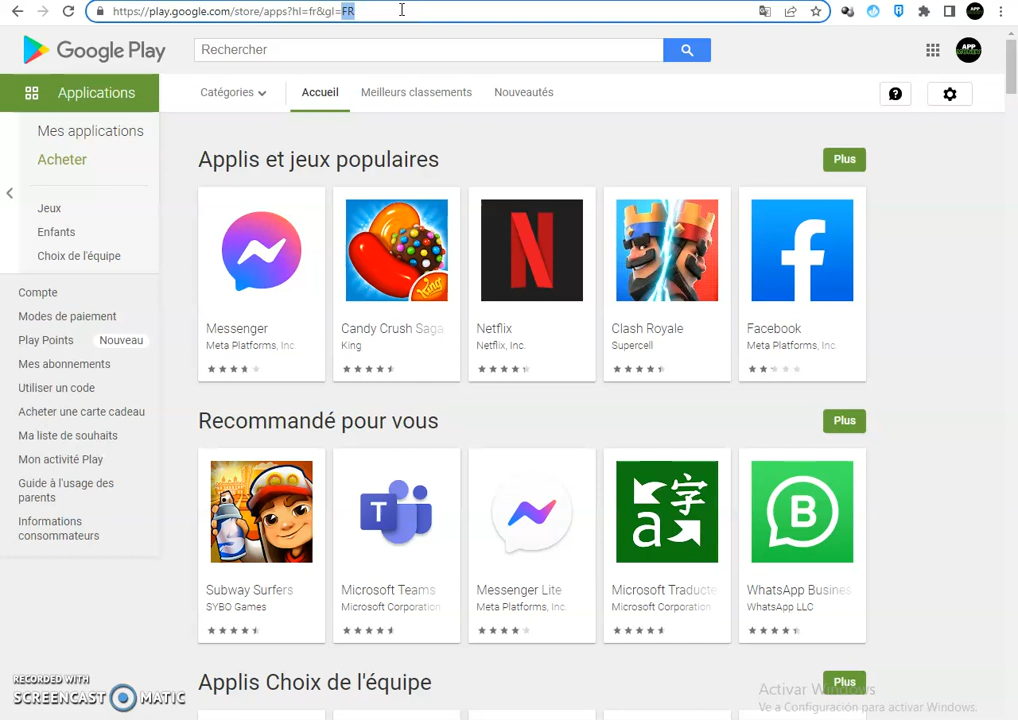 https://play.google.com/store/apps?hl=fr&gl=FR
APP
Google Play
Rechercher
APP
Applications
Catégories
Accueil
Meilleurs classements
Nouveautés
Mes applications
Acheter
Jeux
Enfants
Choix de l'équipe
Compte
Modes de paiement
Play Points
Nouveau
Mes abonnements
Utiliser un code
Acheter une carte cadeau
Ma liste de souhaits
Mon activité Play
Guide à l'usage des
parents
Informations
consommateurs
Applis et jeux populaires
Plus
King
N
f
Messenger
Meta Platforms, Inc.
Candy Crush Saga
King
Netflix
Netflix, Inc.
Clash Royale
Supercell
Facebook
Meta Platforms, Inc.
Recommandé pour vous
Plus
T
a字
B
Subway Surfers
SYBO Games
Microsoft Teams
Microsoft Corporation
Messenger Lite
Meta Platforms, Inc.
Microsoft Traducte
Microsoft Corporation
WhatsApp Busines
WhatsApp LLC
Applis Choix de l'équipe
Plus
RECORDED WITH
SCREENCAST MATIC
Activar Windows
Ve a Configuración para activar Windows.